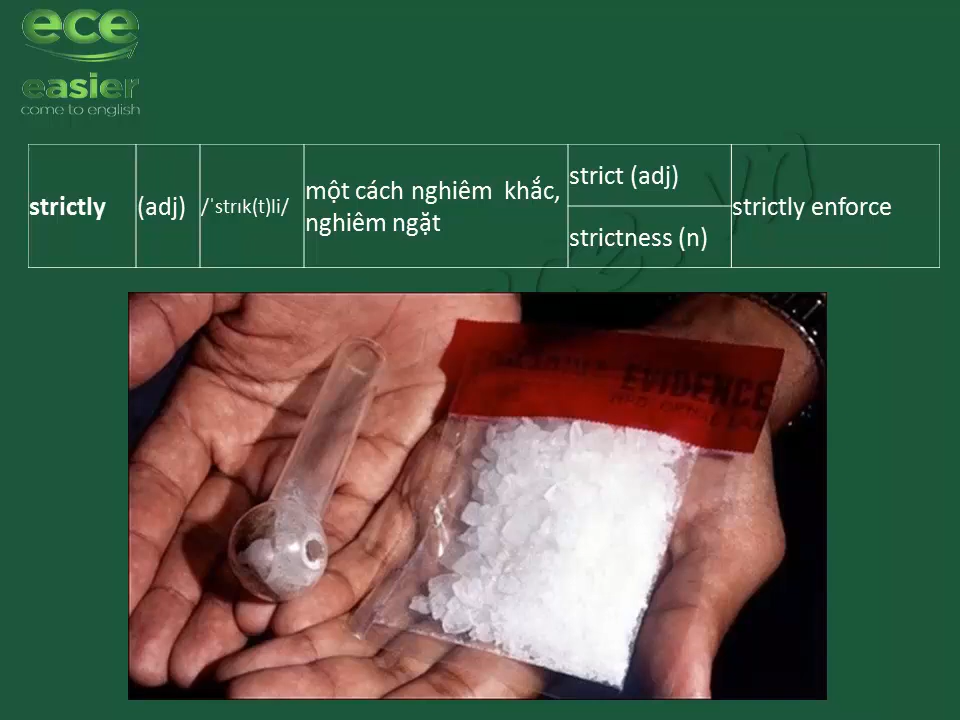 ece
easier
come to english
strictly
(adj)
/ˈstrɪk(t)li/
một cách nghiêm khắc,
nghiêm ngặt
strict (adj)
strictness (n)
strictly enforce
EVIDENCE